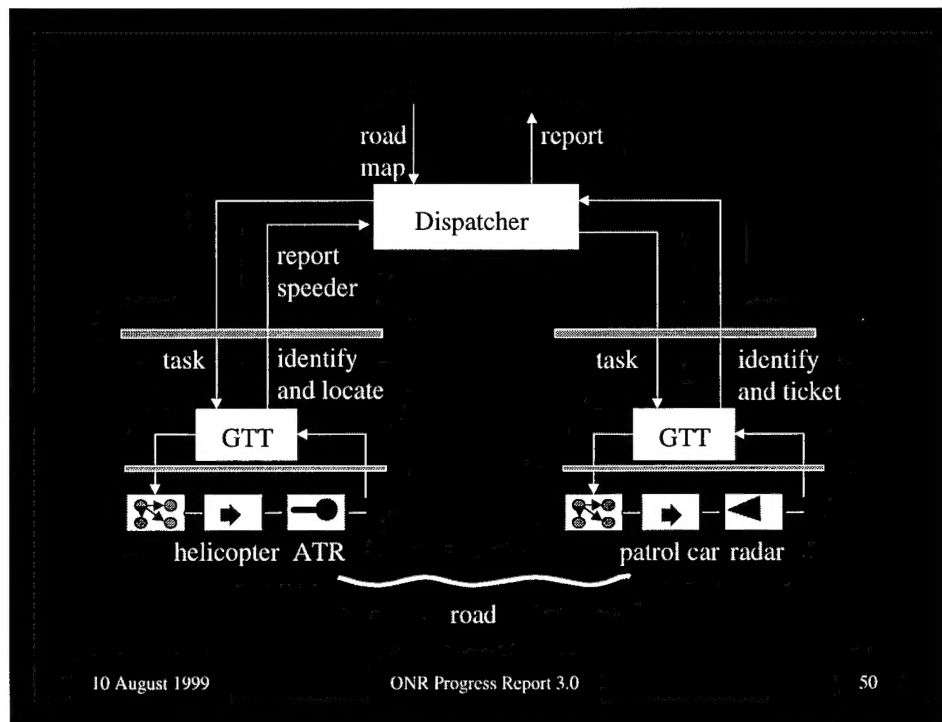 road
map
report
Dispatcher
report
speeder
task
identify
and locate
task
identify
and ticket
GTT
GTT
helicopter
ATR
patrol car
radar
road
10 August 1999
ONR Progress Report 3.0
50